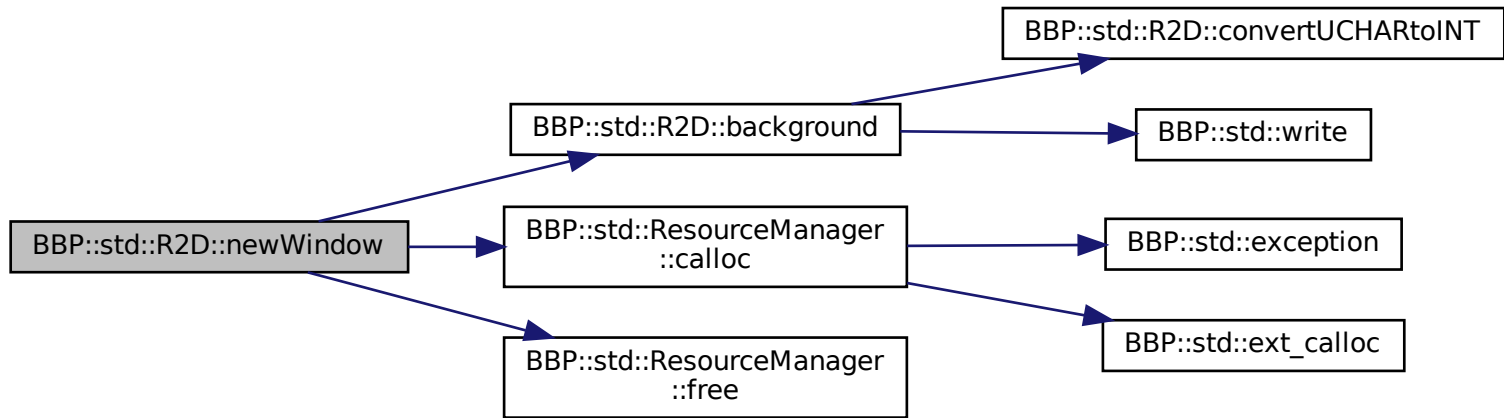 BBP::std::R2D::newWindow
BBP::std::R2D::background
BBP::std::R2D::convertUCHARtoINT
BBP::std::write
BBP::std::ResourceManager
::calloc
BBP::std::exception
BBP::std::ext_calloc
BBP::std::ResourceManager
::free